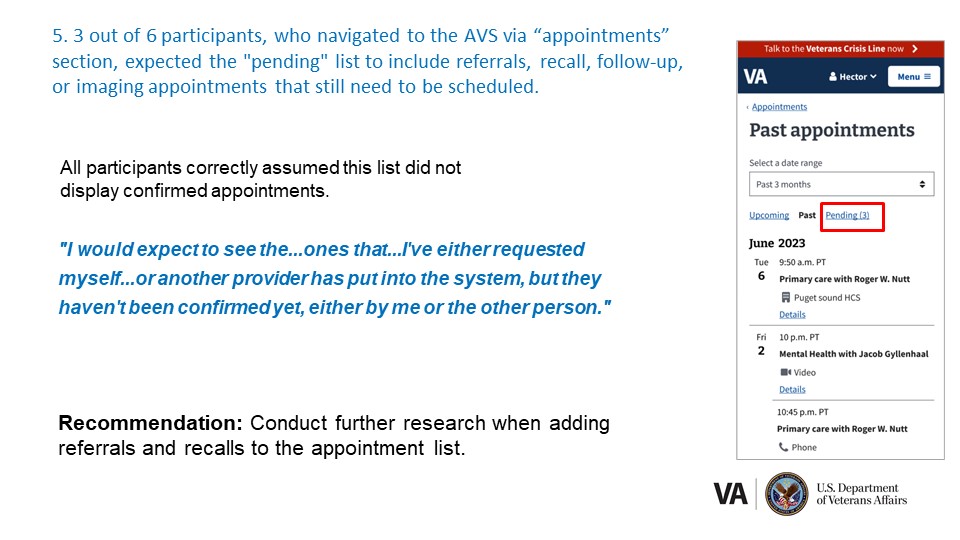 5. 3 out of 6 participants, who navigated to the AVS via “appointments”
section, expected the "pending" list to include referrals, recall, follow-up,
or imaging appointments that still need to be scheduled.
All participants correctly assumed this list did not
display confirmed appointments.
"I would expect to see the...ones that...I've either requested
myself...or another provider has put into the system, but they
haven't been confirmed yet, either by me or the other person."
Recommendation: Conduct further research when adding
referrals and recalls to the appointment list.
Talk to the Veterans Crisis Line now
VA Hector Menu
Appointments
Past appointments
Select a date range
Past 3 months
Upcoming Past Pending (3)
June 2023
Tue 9:50 a.m. PT
6 Primary care with Roger W. Nutt
Puget sound HCS
Details
Fri 10 p.m. PT
2 Mental Health with Jacob Gyllenhaal
Video
Details
10:45 p.m. PT
Primary care with Roger W. Nutt
Phone
VA U.S. Department
of Veterans Affairs